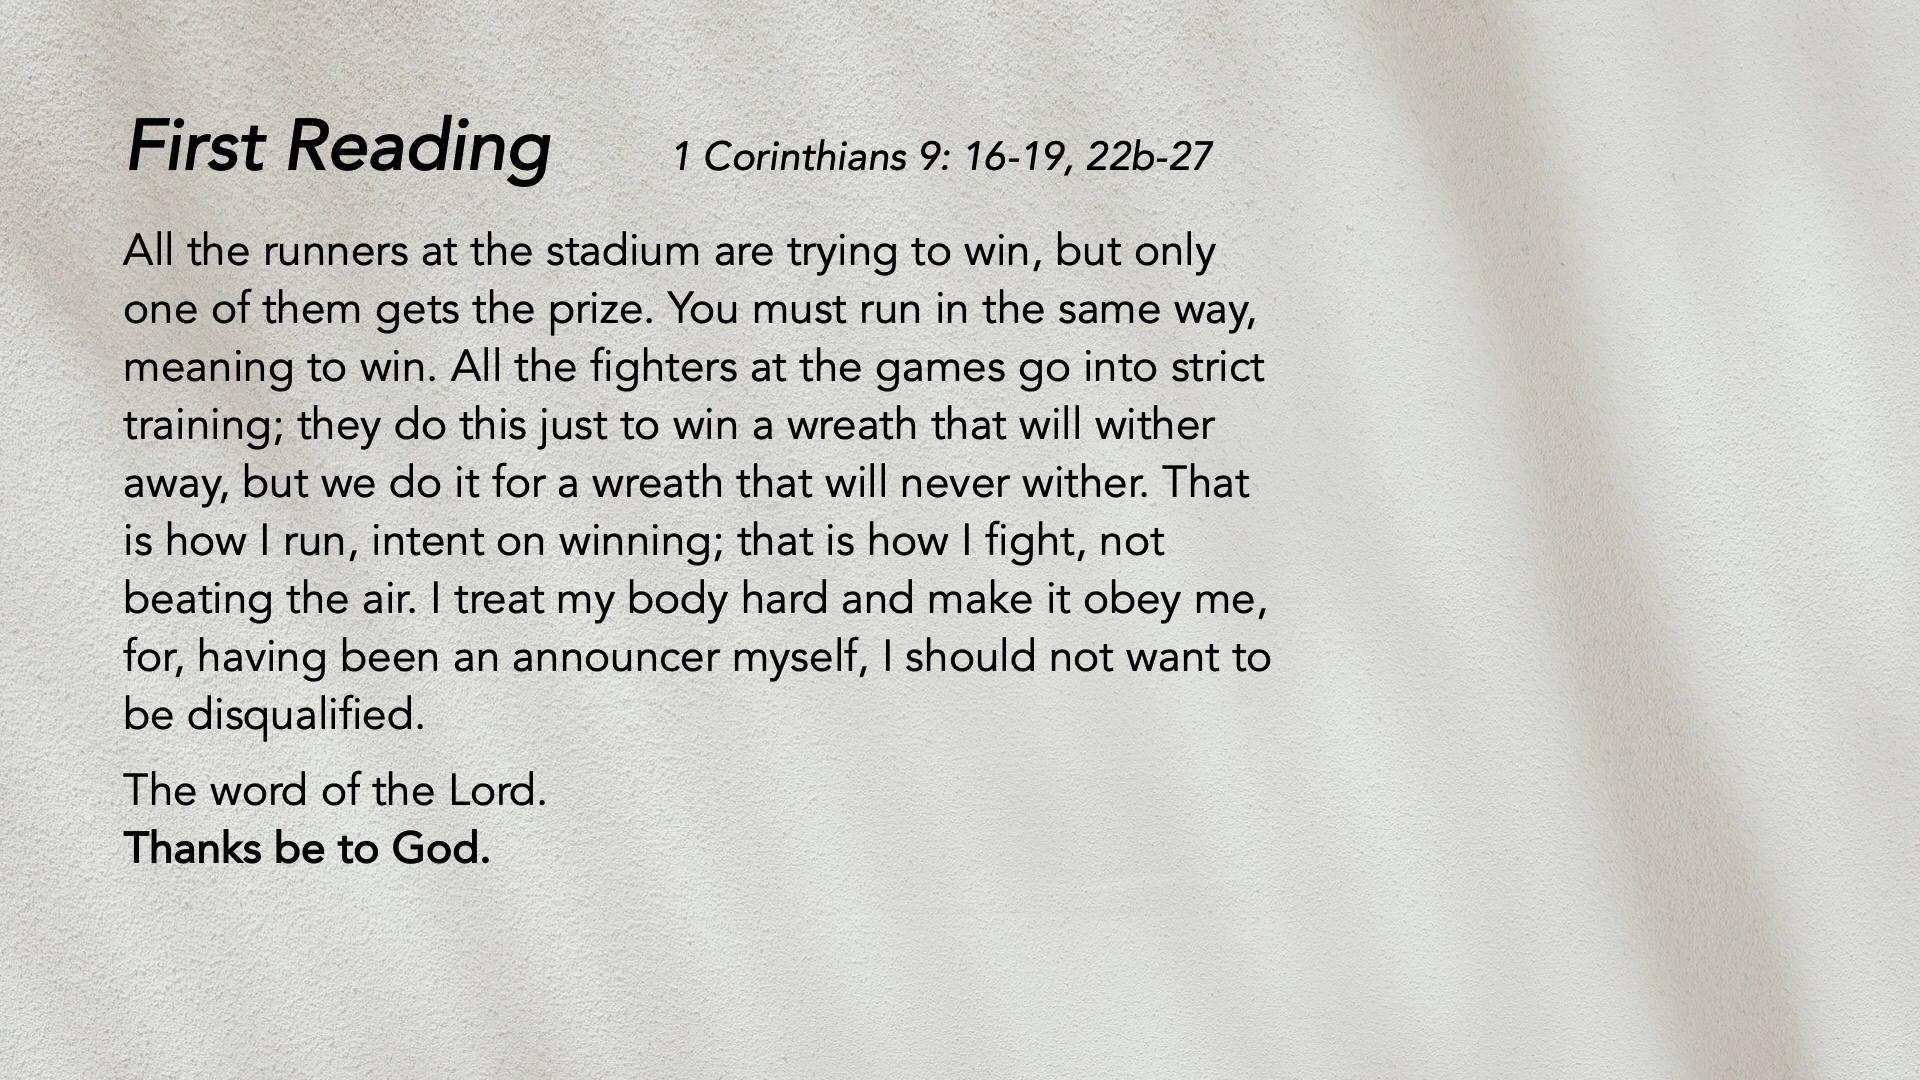 First Reading 1 Corinthians 9: 16-19, 22b-27
All the runners at the stadium are trying to win, but only
one of them gets the prize. You must run in the same way,
meaning to win. All the fighters at the games go into strict
training; they do this just to win a wreath that will wither
away, but we do it for a wreath that will never wither. That
is how I run, intent on winning; that is how I fight, not
beating the air. I treat my body hard and make it obey me,
for, having been an announcer myself, I should not want to
be disqualified.
The word of the Lord.
Thanks be to God.